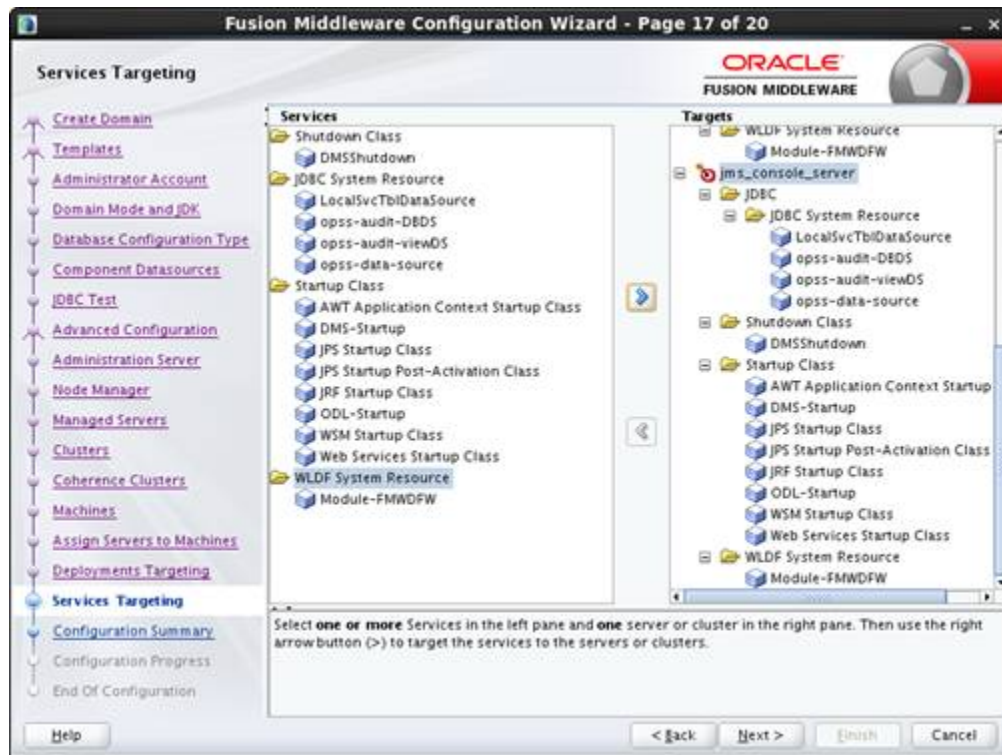 Fusion Middleware Configuration Wizard - Page 17 of 20
Services Targeting
ORACLE
FUSION MIDDLEWARE
Create Domain
Templates
Administrator Account
Domain Mode and JDK
Database Configuration Type
Component Datasources
JDBC Test
Advanced Configuration
Administration Server
Node Manager
Managed Servers
Clusters
Coherence Clusters
Machines
Assign Servers to Machines
Deployments Targeting
Services Targeting
Configuration Summary
Configuration Progress
End Of Configuration
Services
Shutdown Class
DMSShutdown
JDBC System Resource
LocalSvcTblDataSource
opss-audit-DBDS
opss-audit-viewDS
opss-data-source
Startup Class
AWT Application Context Startup Class
DMS-Startup
JPS Startup Class
JPS Startup Post-Activation Class
JRF Startup Class
ODL-Startup
WSM Startup Class
Web Services Startup Class
WLDF System Resource
Module-FMWDFW
Targets
WLDF System Resource
Module-FMWDFW
jms_console_server
JDBC
JDBC System Resource
LocalSvcTblDataSource
opss-audit-DBDS
opss-audit-viewDS
opss-data-source
Shutdown Class
DMSShutdown
Startup Class
AWT Application Context Startup
DMS-Startup
JPS Startup Class
JPS Startup Post-Activation Class
JRF Startup Class
ODL-Startup
WSM Startup Class
Web Services Startup Class
WLDF System Resource
Module-FMWDFW
Select one or more Services in the left pane and one server or cluster in the right pane. Then use the right
arrow button (>) to target the services to the servers or clusters.
Help
< Back
Next >
Finish
Cancel